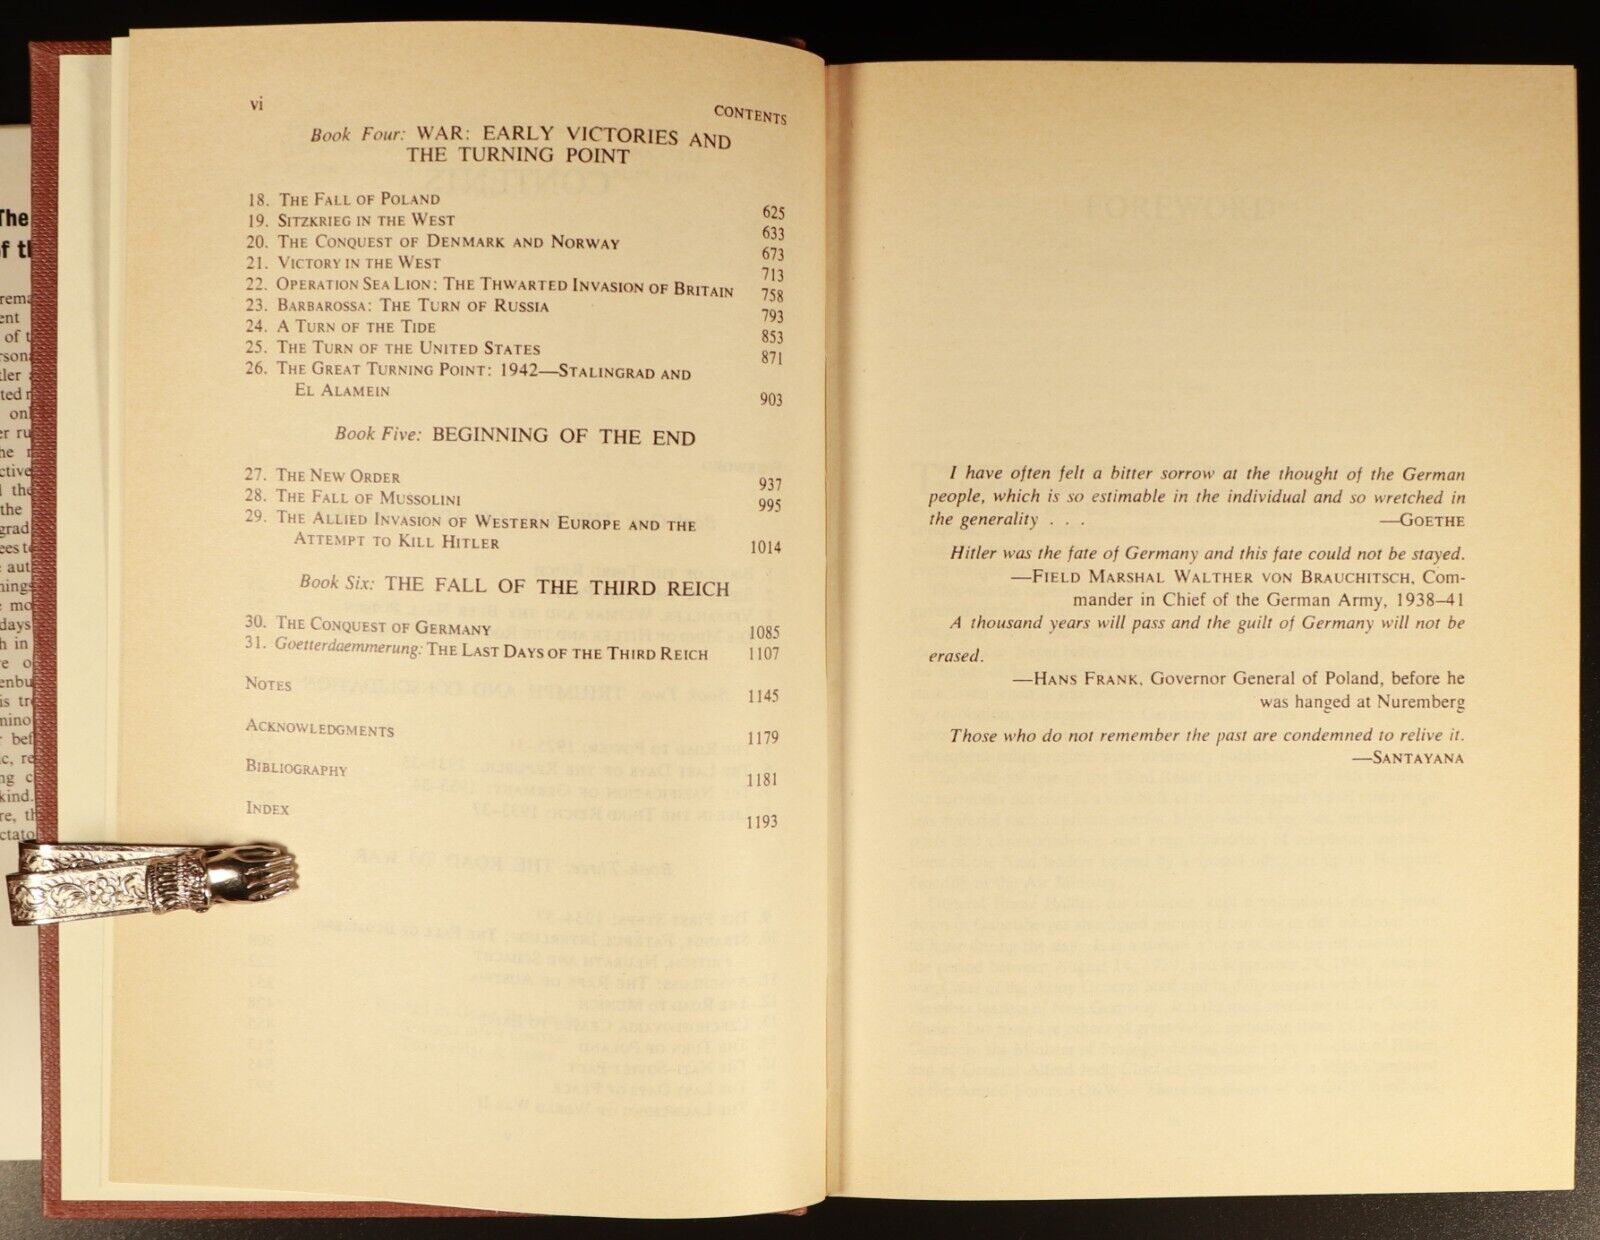 vi
CONTENTS
Book Four: WAR: EARLY VICTORIES AND
THE TURNING POINT
18. THE FALL OF POLAND 625
19. SITZKRIEG IN THE WEST 633
20. THE CONQUEST OF DENMARK AND NORWAY 673
21. VICTORY IN THE WEST 713
22. OPERATION SEA LION: THE THWARTED INVASION OF BRITAIN 758
23. BARBAROSSA: THE TURN OF RUSSIA 793
24. A TURN OF THE TIDE 853
25. THE TURN OF THE UNITED STATES 871
26. THE GREAT TURNING POINT: 1942—STALINGRAD AND
EL ALAMEIN 903
Book Five: BEGINNING OF THE END
27. THE NEW ORDER 937
28. THE FALL OF MUSSOLINI 995
29. THE ALLIED INVASION OF WESTERN EUROPE AND THE
ATTEMPT TO KILL HITLER 1014
Book Six: THE FALL OF THE THIRD REICH
30. THE CONQUEST OF GERMANY 1085
31. Goetterdaemmerung: THE LAST DAYS OF THE THIRD REICH 1107
NOTES 1145
ACKNOWLEDGMENTS 1179
BIBLIOGRAPHY 1181
INDEX 1193
I have often felt a bitter sorrow at the thought of the German
people, which is so estimable in the individual and so wretched in
the generality . . . —GOETHE
Hitler was the fate of Germany and this fate could not be stayed.
—FIELD MARSHAL WALTHER VON BRAUCHITSCH, Com-
mander in Chief of the German Army, 1938–41
A thousand years will pass and the guilt of Germany will not be
erased.
—HANS FRANK, Governor General of Poland, before he
was hanged at Nuremberg
Those who do not remember the past are condemned to relive it.
—SANTAYANA